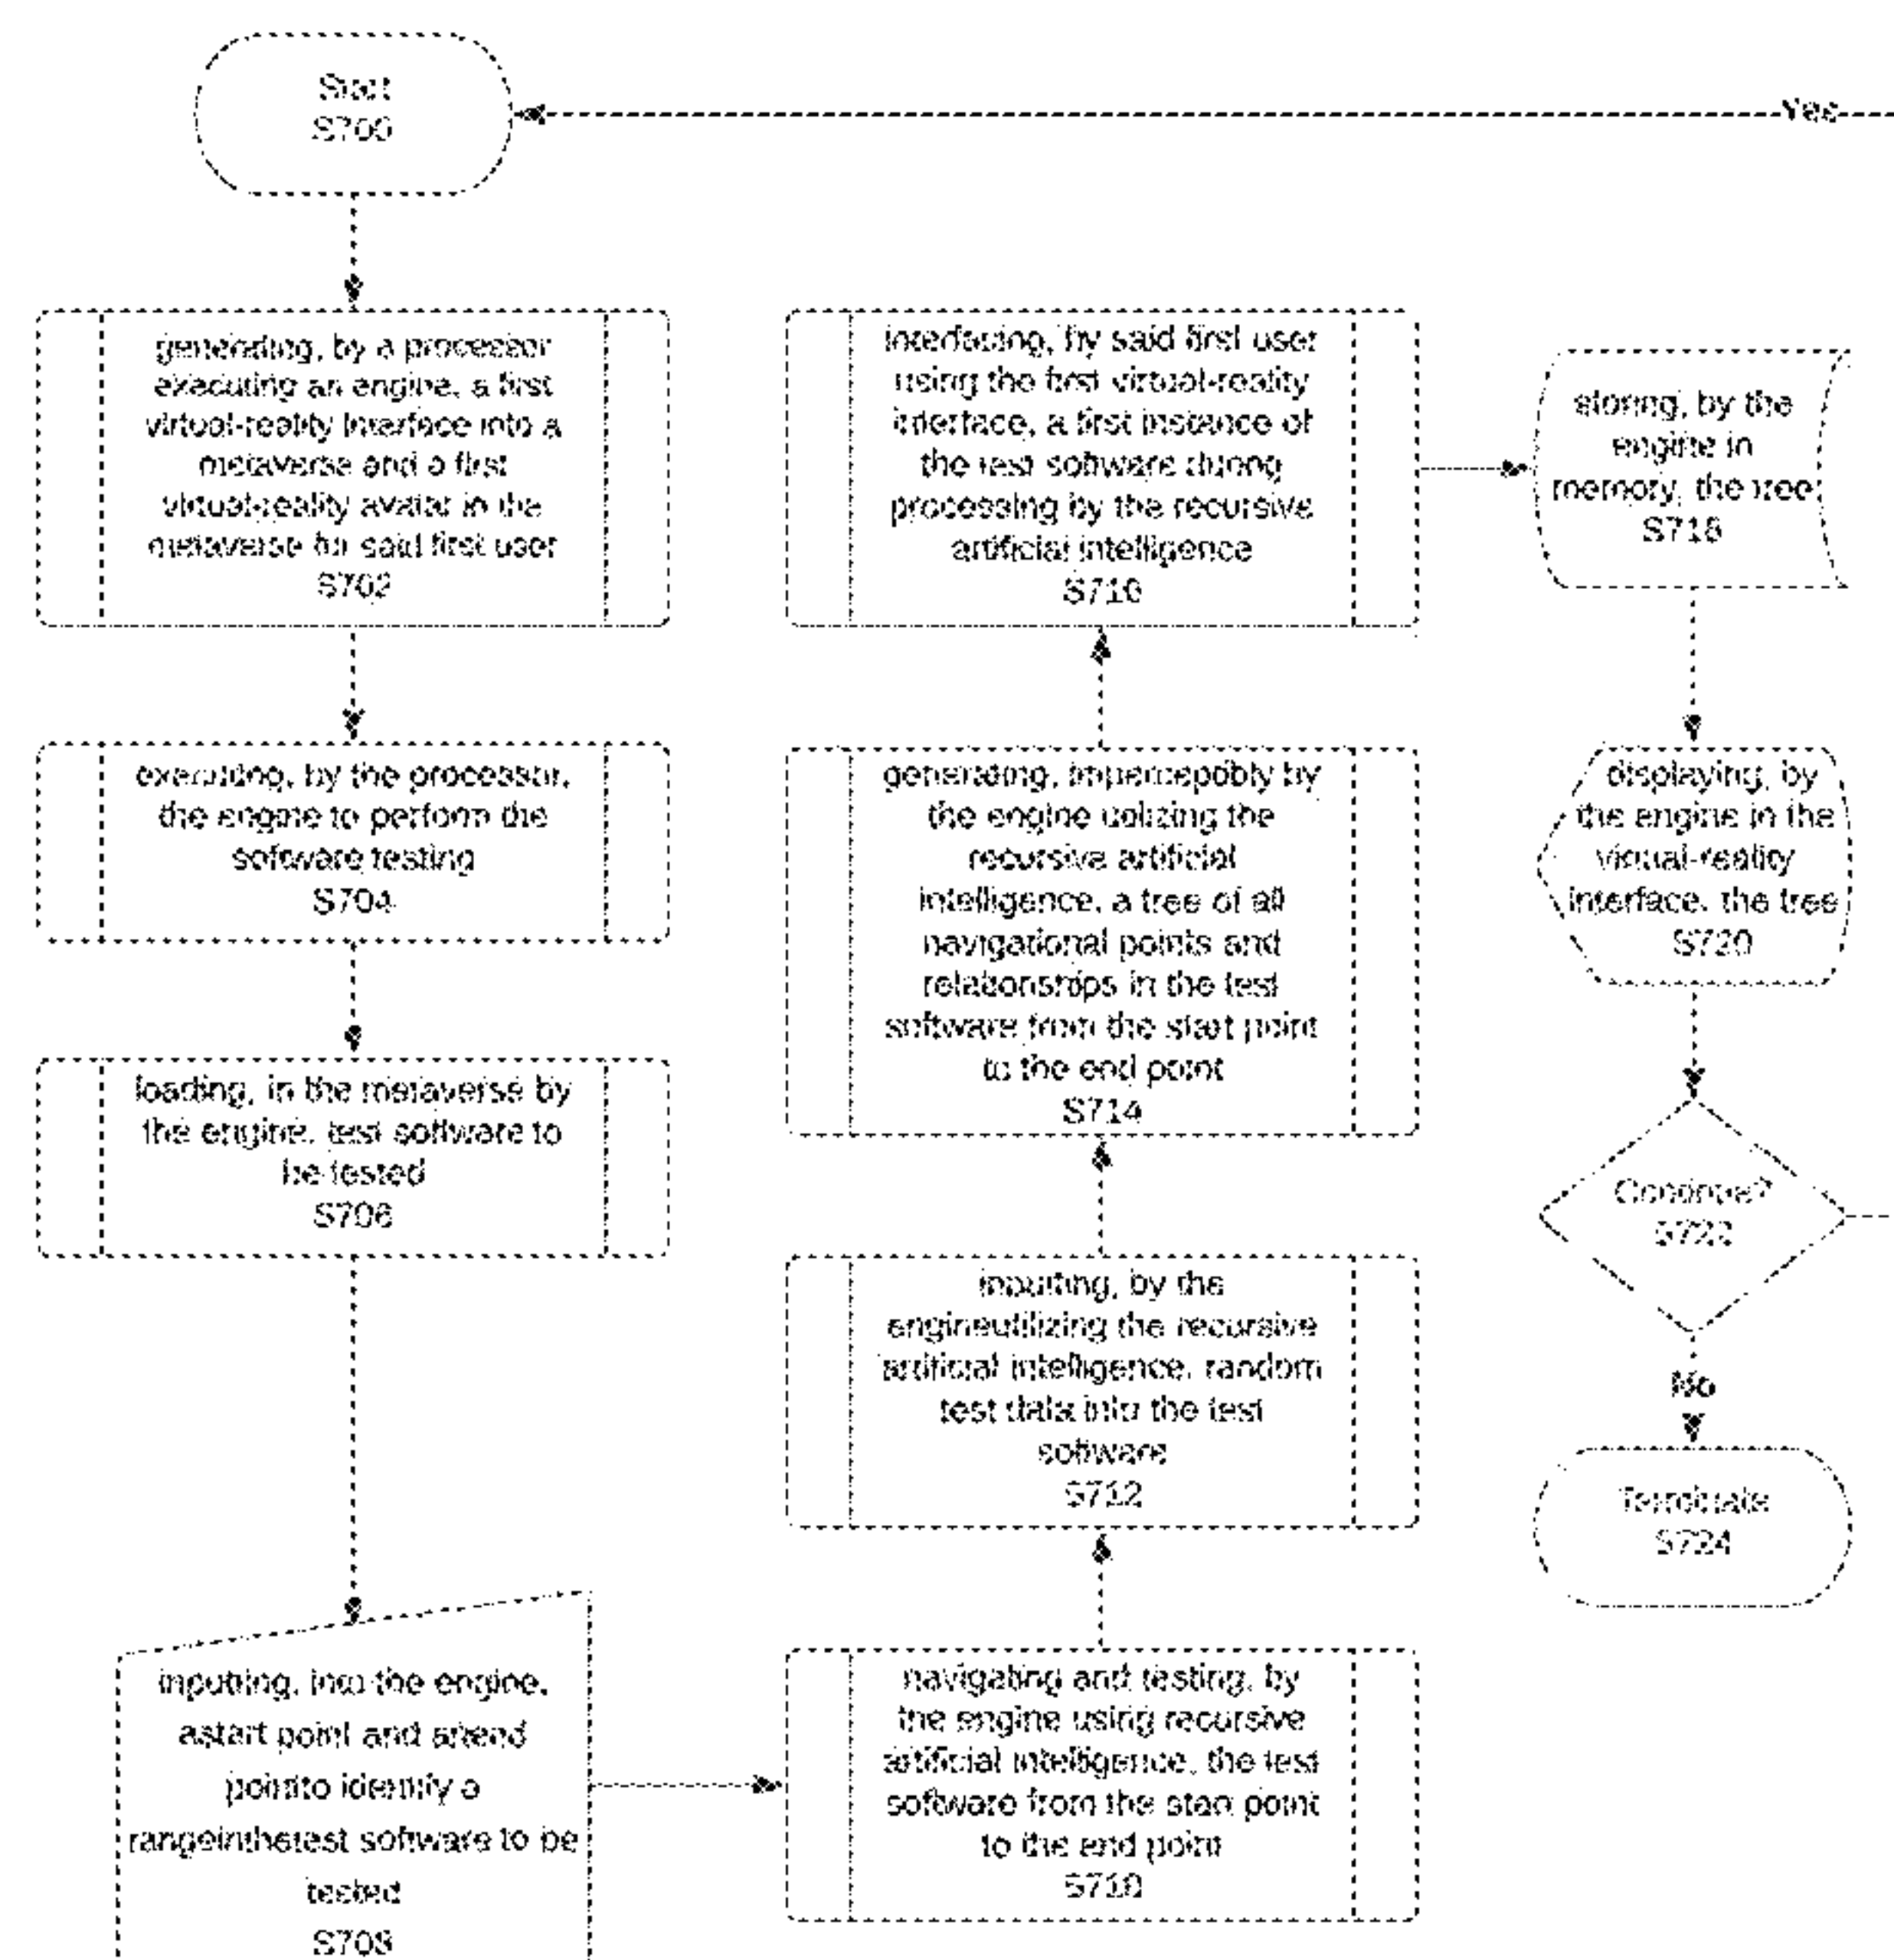 Start
S700
Yes
generating, by a processor
executing an engine, a first
virtual-reality interface into a
metaverse and a first
virtual-reality avatar in the
metaverse for said first user
S702
executing, by the processor,
the engine to perform the
software testing
S704
loading, in the metaverse by
the engine, test software to
be tested
S706
inputting, into the engine,
astart point and anend
pointto identify a
rangeinthetest software to be
tested
S708
navigating and testing, by
the engine using recursive
artificial intelligence, the test
software from the start point
to the end point
S710
inputting, by the
engineutilizing the recursive
artificial intelligence, random
test data into the test
software
S712
generating, imperceptibly by
the engine utilizing the
recursive artificial
intelligence, a tree of all
navigational points and
relationships in the test
software from the start point
to the end point
S714
interfacing, by said first user
using the first virtual-reality
interface, a first instance of
the test software during
processing by the recursive
artificial intelligence
S716
storing, by the
engine in
memory, the tree
S718
displaying, by
the engine in the
virtual-reality
interface, the tree
S720
Continue?
S722
No
Terminate
S724